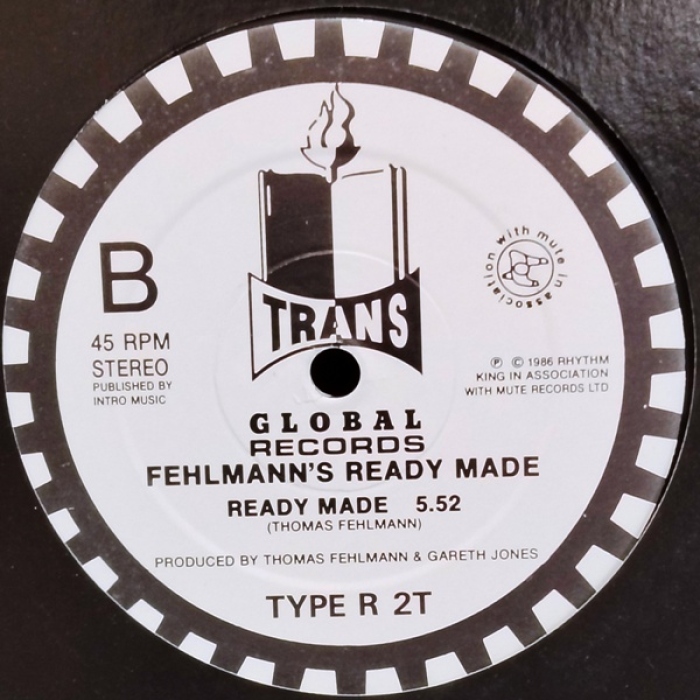 TRANS
B
with mute in association
45 RPM
STEREO
PUBLISHED BY
INTRO MUSIC
℗ © 1986 RHYTHM
KING IN ASSOCIATION
WITH MUTE RECORDS LTD
GLOBAL
RECORDS
FEHLMANN'S READY MADE
READY MADE 5.52
(THOMAS FEHLMANN)
PRODUCED BY THOMAS FEHLMANN & GARETH JONES
TYPE R 2T